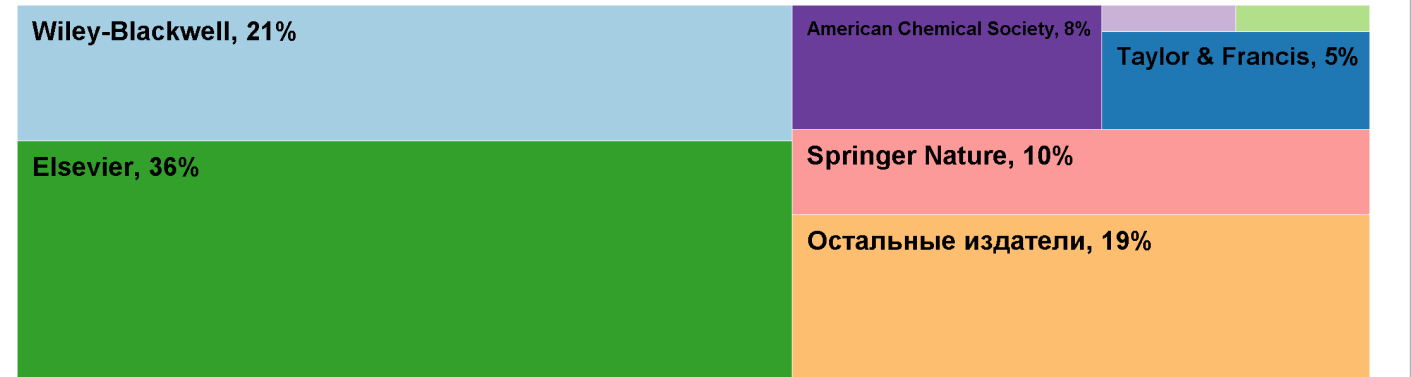 Wiley-Blackwell, 21%
Elsevier, 36%
American Chemical Society, 8%
Taylor & Francis, 5%
Springer Nature, 10%
Остальные издатели, 19%